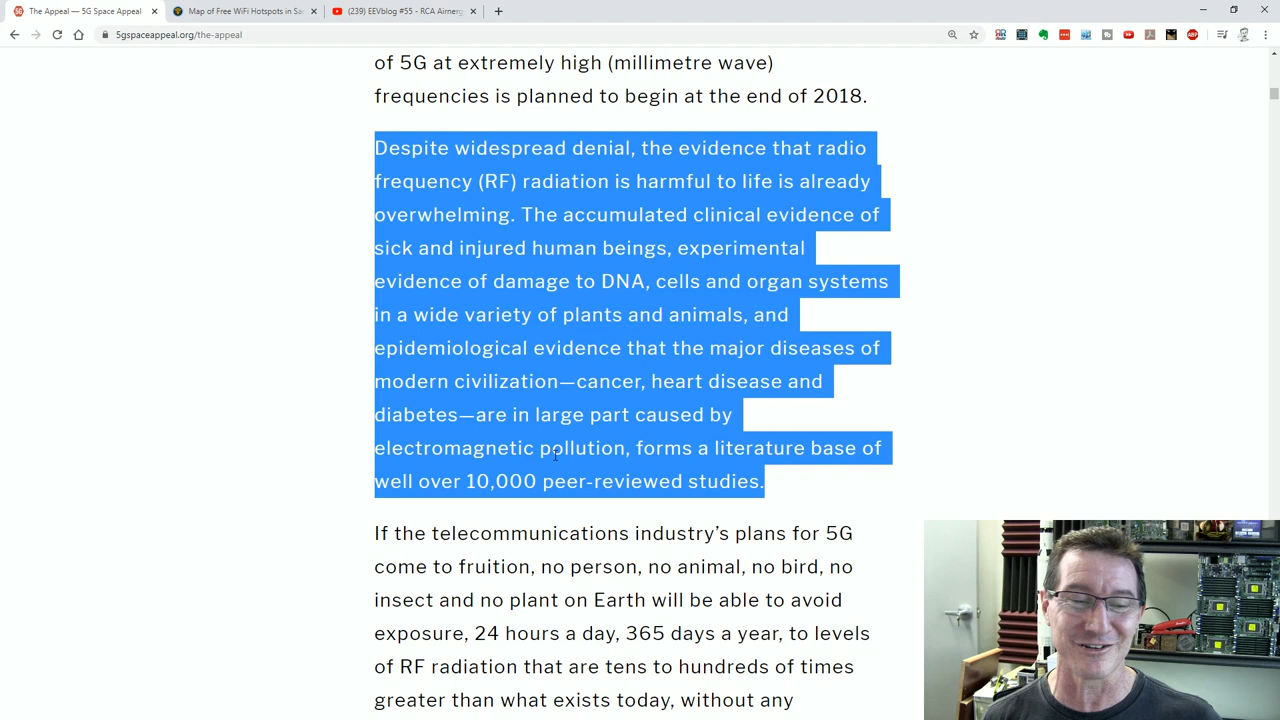 The Appeal — 5G Space Appeal
Map of Free WiFi Hotspots in Sa
(239) EEVblog #55 - RCA Airnerg
5gspaceappeal.org/the-appeal
of 5G at extremely high (millimetre wave)
frequencies is planned to begin at the end of 2018.
Despite widespread denial, the evidence that radio
frequency (RF) radiation is harmful to life is already
overwhelming. The accumulated clinical evidence of
sick and injured human beings, experimental
evidence of damage to DNA, cells and organ systems
in a wide variety of plants and animals, and
epidemiological evidence that the major diseases of
modern civilization—cancer, heart disease and
diabetes—are in large part caused by
electromagnetic pollution, forms a literature base of
well over 10,000 peer-reviewed studies.
If the telecommunications industry’s plans for 5G
come to fruition, no person, no animal, no bird, no
insect and no plant on Earth will be able to avoid
exposure, 24 hours a day, 365 days a year, to levels
of RF radiation that are tens to hundreds of times
greater than what exists today, without any